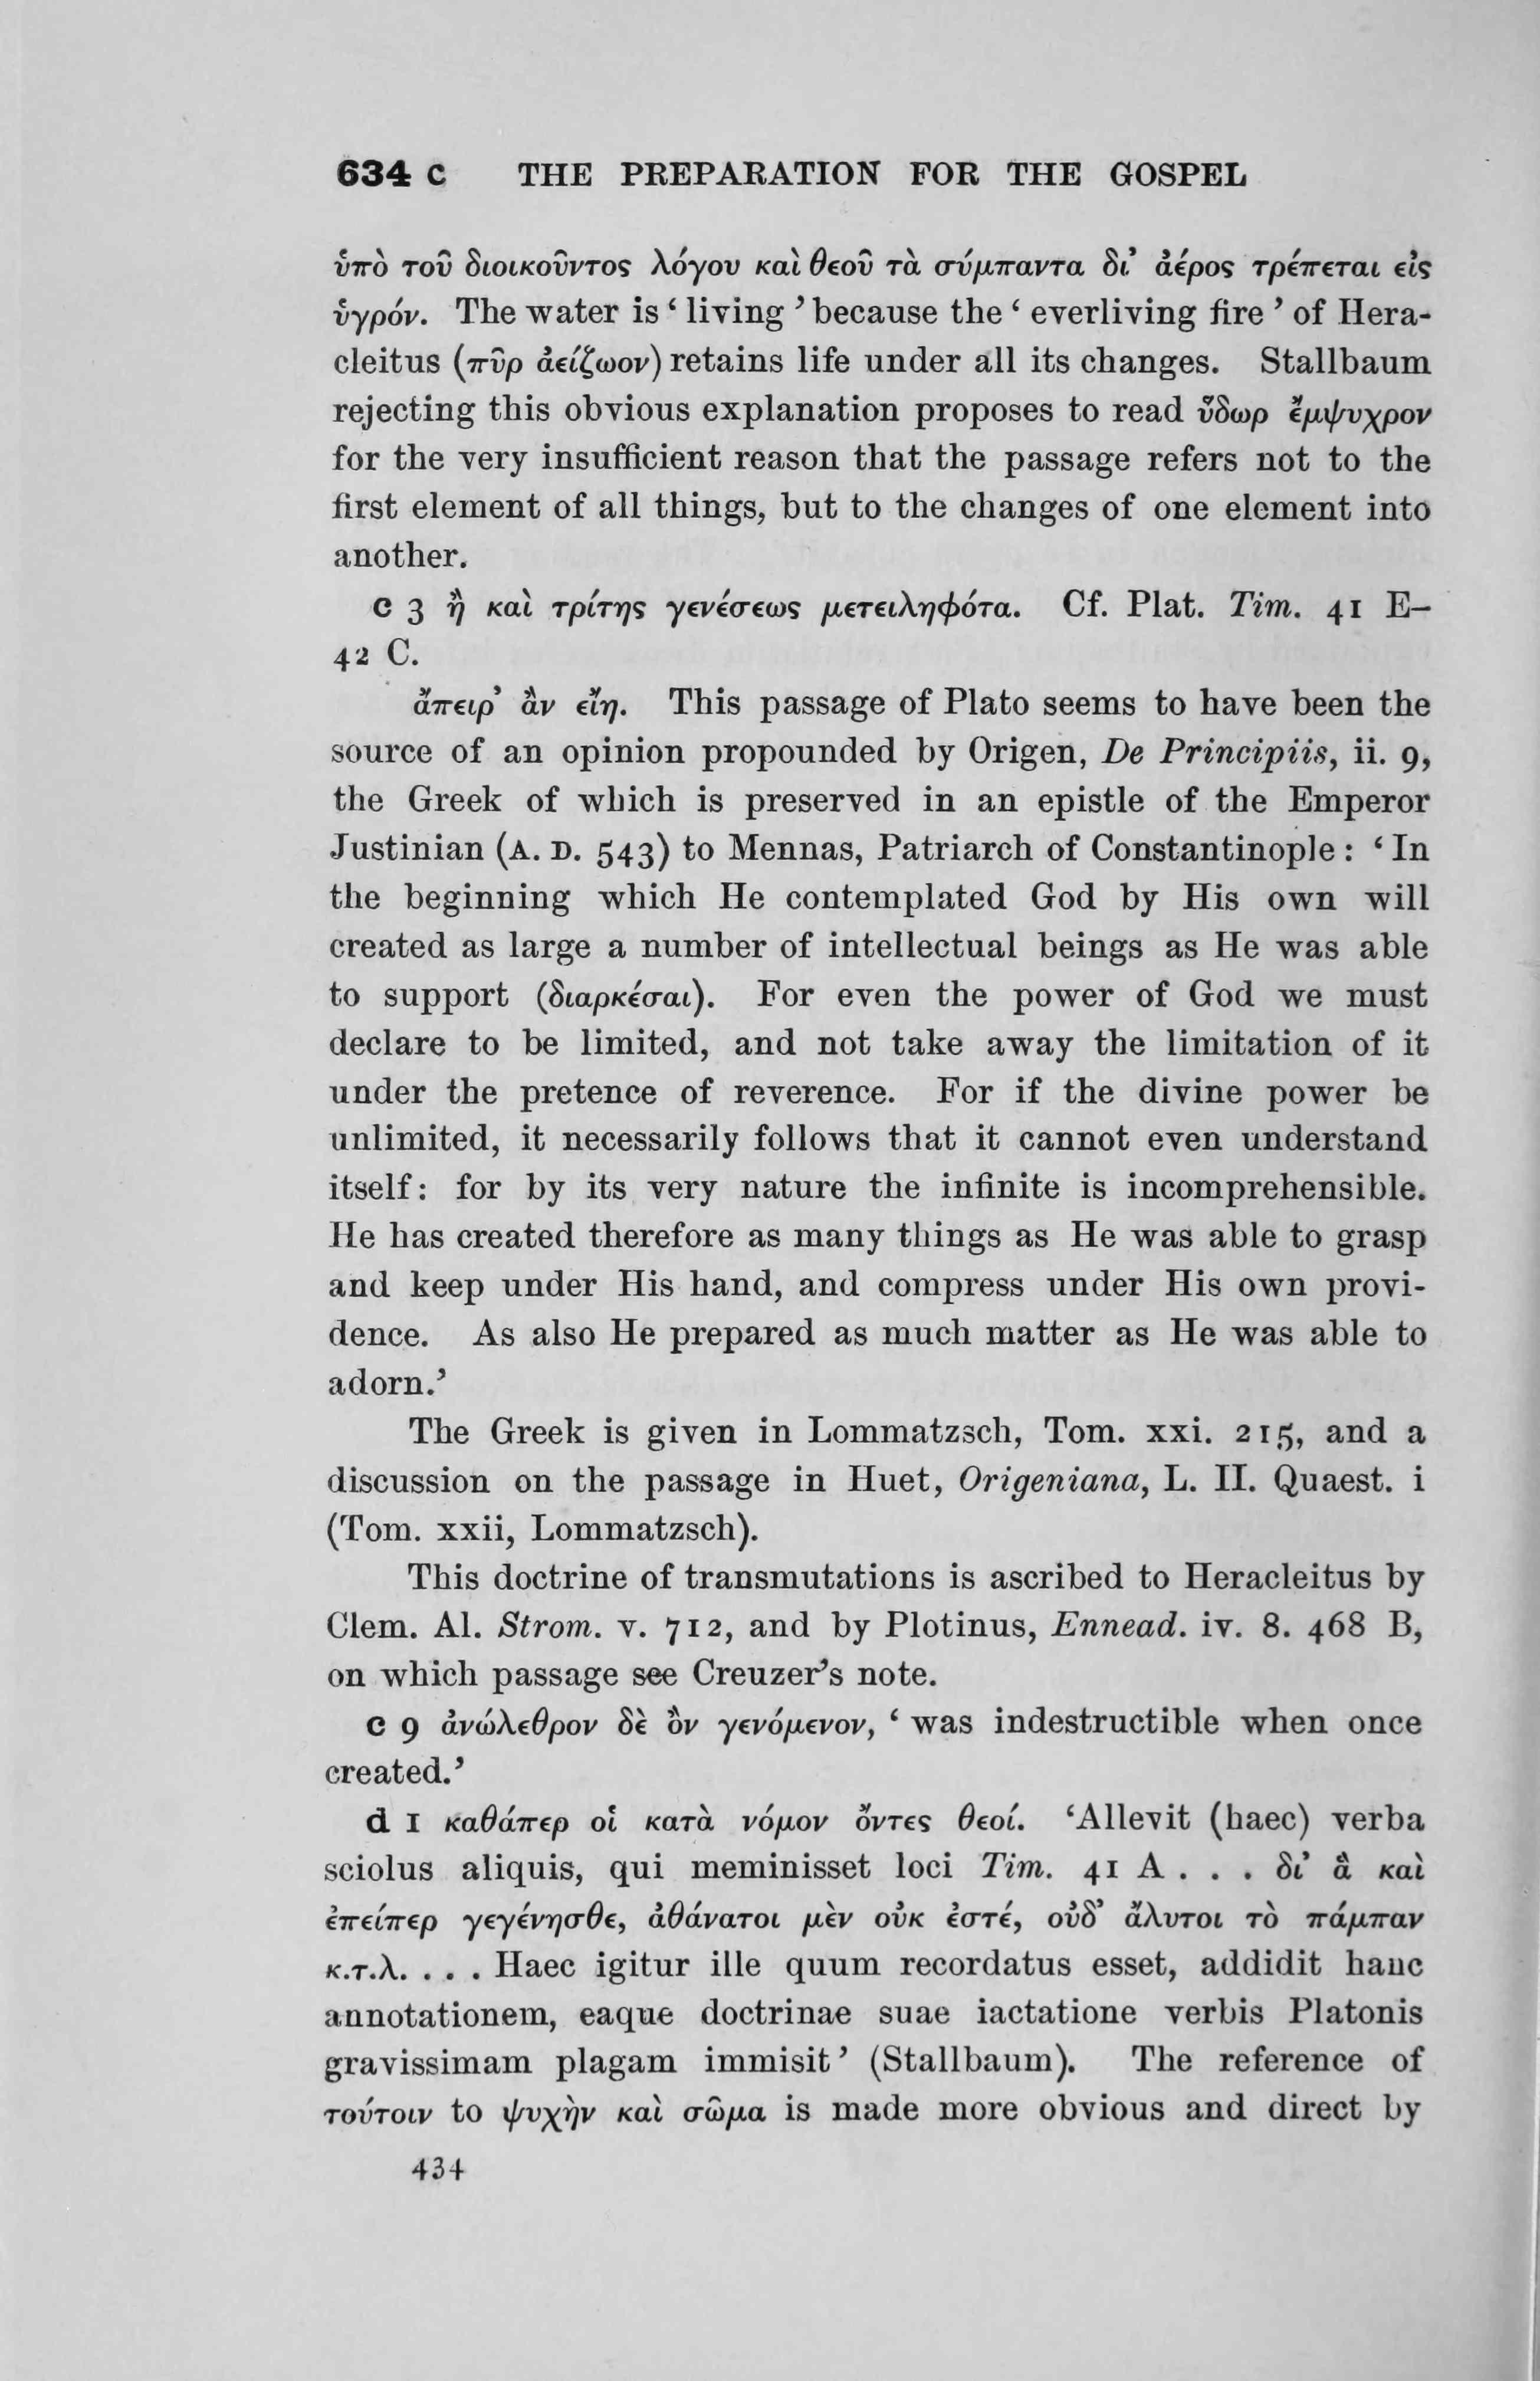 634 c THE PREPARATION FOR THE GOSPEL
ὑπὸ τοῦ διοικοῦντος λόγου καὶ θεοῦ τὰ σύμπαντα δι’ ἀέρος τρέπεται εἰς
ὑγρόν. The water is ‘ living ’ because the ‘ everliving fire ’ of Hera-
cleitus (πῦρ ἀείζωον) retains life under all its changes. Stallbaum
rejecting this obvious explanation proposes to read ὕδωρ ἔμψυχρον
for the very insufficient reason that the passage refers not to the
first element of all things, but to the changes of one element into
another.
c 3 ἢ καὶ τρίτης γενέσεως μετειληφότα. Cf. Plat. Tim. 41 E–
42 C.
ἄπειρ’ ἂν εἴη. This passage of Plato seems to have been the
source of an opinion propounded by Origen, De Principiis, ii. 9,
the Greek of which is preserved in an epistle of the Emperor
Justinian (A. D. 543) to Mennas, Patriarch of Constantinople : ‘ In
the beginning which He contemplated God by His own will
created as large a number of intellectual beings as He was able
to support (διαρκέσαι). For even the power of God we must
declare to be limited, and not take away the limitation of it
under the pretence of reverence. For if the divine power be
unlimited, it necessarily follows that it cannot even understand
itself: for by its very nature the infinite is incomprehensible.
He has created therefore as many things as He was able to grasp
and keep under His hand, and compress under His own provi-
dence. As also He prepared as much matter as He was able to
adorn.’
The Greek is given in Lommatzsch, Tom. xxi. 215, and a
discussion on the passage in Huet, Origeniana, L. II. Quaest. i
(Tom. xxii, Lommatzsch).
This doctrine of transmutations is ascribed to Heracleitus by
Clem. Al. Strom. v. 712, and by Plotinus, Ennead. iv. 8. 468 B,
on which passage see Creuzer’s note.
c 9 ἀνώλεθρον δὲ ὂν γενόμενον, ‘ was indestructible when once
created.’
d 1 καθάπερ οἱ κατὰ νόμον ὄντες θεοί. ‘Allevit (haec) verba
sciolus aliquis, qui meminisset loci Tim. 41 A . . . δι’ ἃ καὶ
ἐπείπερ γεγένησθε, ἀθάνατοι μὲν οὐκ ἐστέ, οὐδ’ ἄλυτοι τὸ πάμπαν
κ.τ.λ. . . . Haec igitur ille quum recordatus esset, addidit hanc
annotationem, eaque doctrinae suae iactatione verbis Platonis
gravissimam plagam immisit ’ (Stallbaum). The reference of
τούτοιν to ψυχὴν καὶ σῶμα is made more obvious and direct by
434